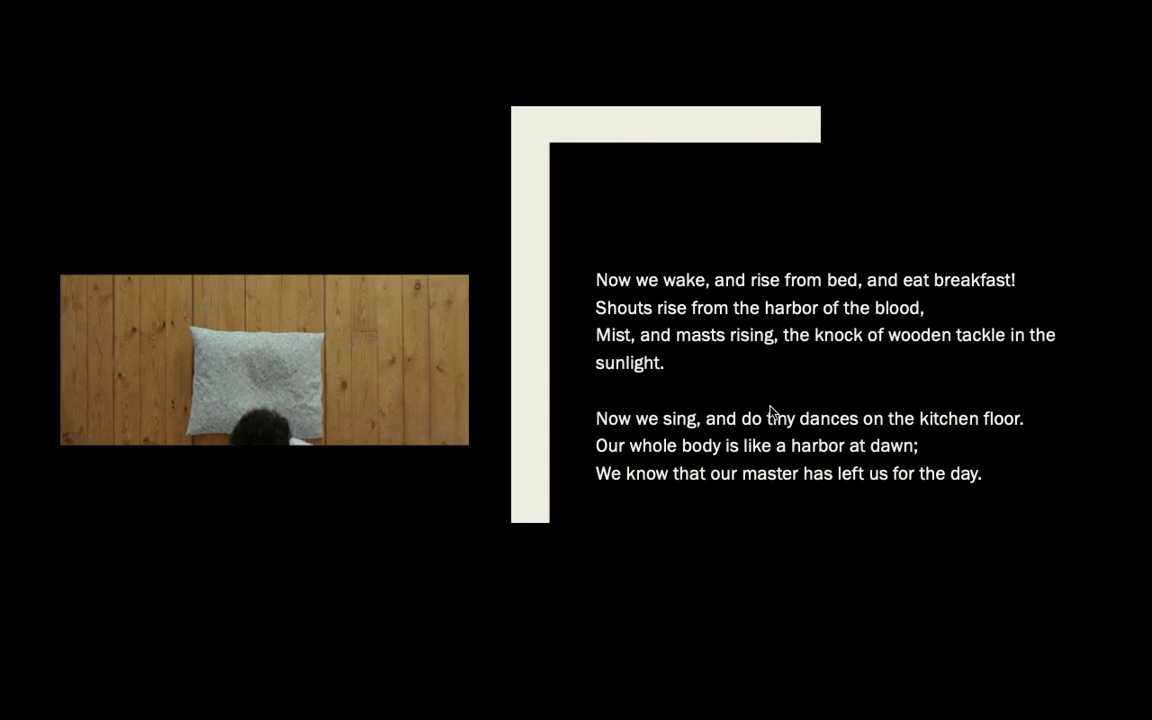 Now we wake, and rise from bed, and eat breakfast!
Shouts rise from the harbor of the blood,
Mist, and masts rising, the knock of wooden tackle in the
sunlight.
Now we sing, and do tiny dances on the kitchen floor.
Our whole body is like a harbor at dawn;
We know that our master has left us for the day.